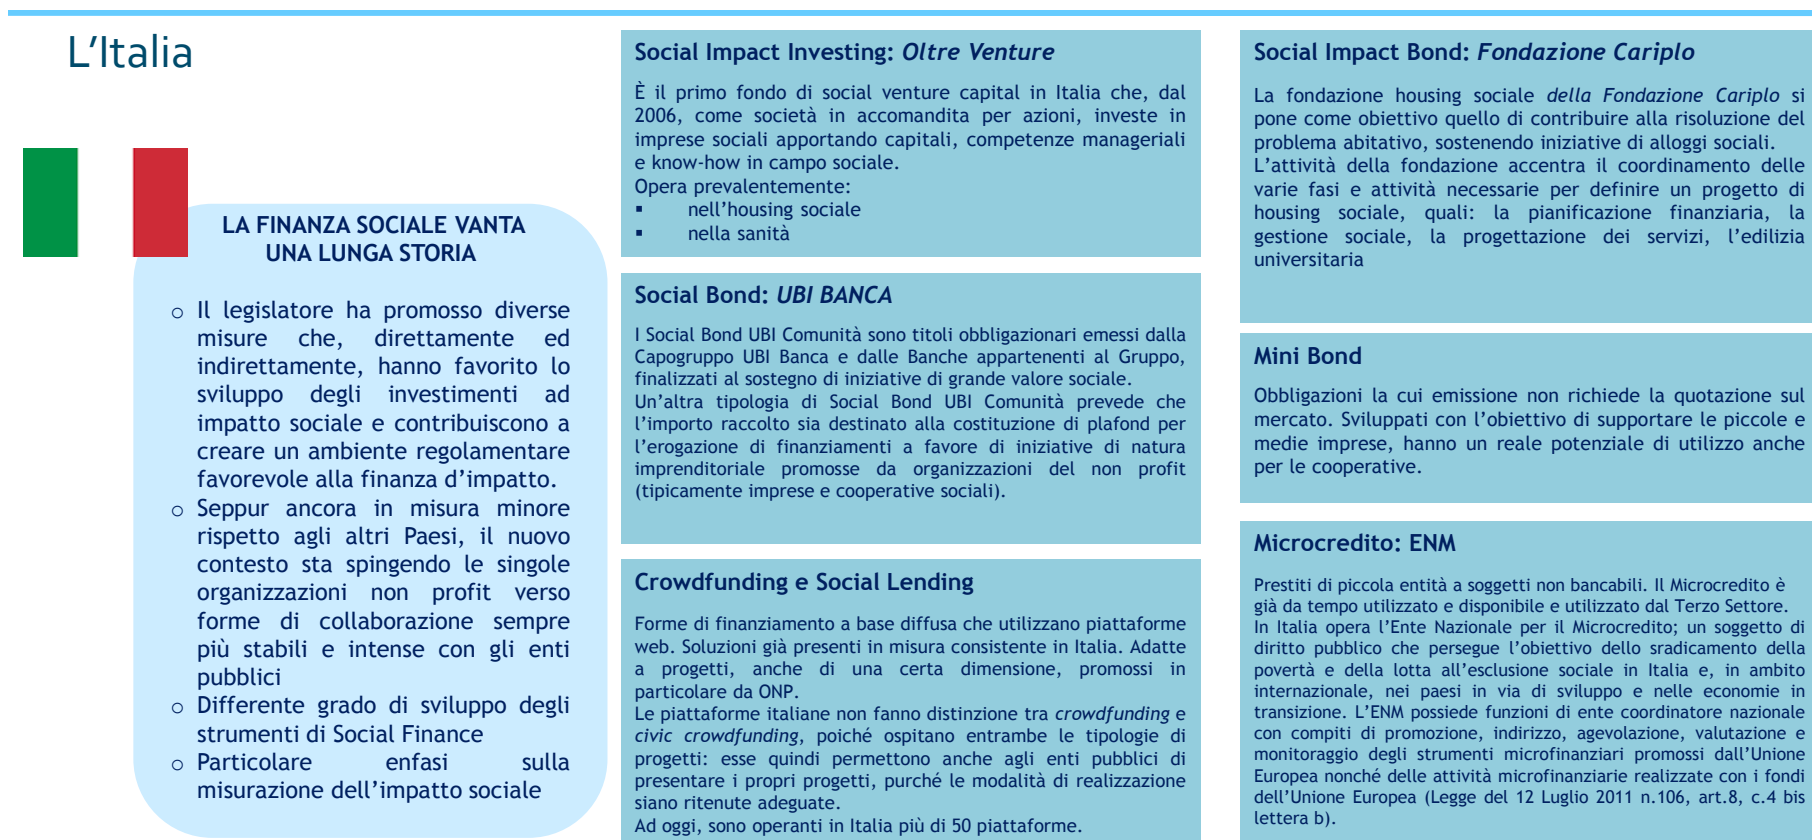 L'Italia
LA FINANZA SOCIALE VANTA
UNA LUNGA STORIA
o Il legislatore ha promosso diverse
misure che, direttamente ed
indirettamente, hanno favorito lo
sviluppo degli investimenti ad
impatto sociale e contribuiscono a
creare un ambiente regolamentare
favorevole alla finanza d'impatto.
o Seppur ancora in misura minore
rispetto agli altri Paesi, il nuovo
contesto sta spingendo le singole
organizzazioni non profit verso
forme di collaborazione sempre
più stabili e intense con gli enti
pubblici
o Differente grado di sviluppo degli
strumenti di Social Finance
o Particolare enfasi sulla
misurazione dell'impatto sociale
Social Impact Investing: Oltre Venture
È il primo fondo di social venture capital in Italia che, dal
2006, come società in accomandita per azioni, investe in
imprese sociali apportando capitali, competenze manageriali
e know-how in campo sociale.
Opera prevalentemente:
▪ nell'housing sociale
▪ nella sanità
Social Bond: UBI BANCA
I Social Bond UBI Comunità sono titoli obbligazionari emessi dalla
Capogruppo UBI Banca e dalle Banche appartenenti al Gruppo,
finalizzati al sostegno di iniziative di grande valore sociale.
Un'altra tipologia di Social Bond UBI Comunità prevede che
l'importo raccolto sia destinato alla costituzione di plafond per
l'erogazione di finanziamenti a favore di iniziative di natura
imprenditoriale promosse da organizzazioni del non profit
(tipicamente imprese e cooperative sociali).
Crowdfunding e Social Lending
Forme di finanziamento a base diffusa che utilizzano piattaforme
web. Soluzioni già presenti in misura consistente in Italia. Adatte
a progetti, anche di una certa dimensione, promossi in
particolare da ONP.
Le piattaforme italiane non fanno distinzione tra crowdfunding e
civic crowdfunding, poiché ospitano entrambe le tipologie di
progetti: esse quindi permettono anche agli enti pubblici di
presentare i propri progetti, purché le modalità di realizzazione
siano ritenute adeguate.
Ad oggi, sono operanti in Italia più di 50 piattaforme.
Social Impact Bond: Fondazione Cariplo
La fondazione housing sociale della Fondazione Cariplo si
pone come obiettivo quello di contribuire alla risoluzione del
problema abitativo, sostenendo iniziative di alloggi sociali.
L'attività della fondazione accentra il coordinamento delle
varie fasi e attività necessarie per definire un progetto di
housing sociale, quali: la pianificazione finanziaria, la
gestione sociale, la progettazione dei servizi, l'edilizia
universitaria
Mini Bond
Obbligazioni la cui emissione non richiede la quotazione sul
mercato. Sviluppati con l'obiettivo di supportare le piccole e
medie imprese, hanno un reale potenziale di utilizzo anche
per le cooperative.
Microcredito: ENM
Prestiti di piccola entità a soggetti non bancabili. Il Microcredito è
già da tempo utilizzato e disponibile e utilizzato dal Terzo Settore.
In Italia opera l'Ente Nazionale per il Microcredito; un soggetto di
diritto pubblico che persegue l'obiettivo dello sradicamento della
povertà e della lotta all'esclusione sociale in Italia e, in ambito
internazionale, nei paesi in via di sviluppo e nelle economie in
transizione. L'ENM possiede funzioni di ente coordinatore nazionale
con compiti di promozione, indirizzo, agevolazione, valutazione e
monitoraggio degli strumenti microfinanziari promossi dall'Unione
Europea nonché delle attività microfinanziarie realizzate con i fondi
dell'Unione Europea (Legge del 12 Luglio 2011 n.106, art.8, c.4 bis
lettera b).